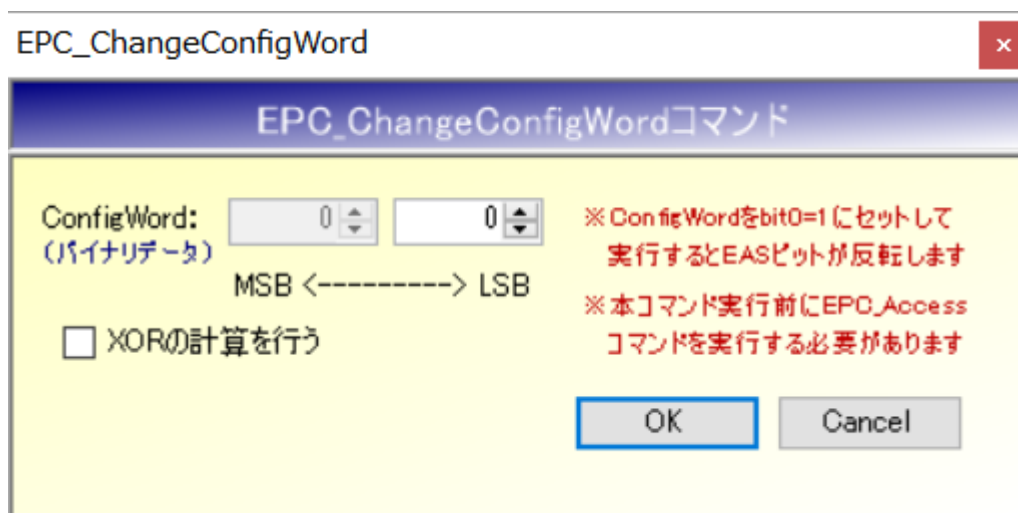 EPC_ChangeConfigWord
EPC_ChangeConfigWordコマンド
ConfigWord:
0
0
(バイナリデータ)
MSB <---------> LSB
XORの計算を行う
※ConfigWordをbit0=1にセットして
実行するとEASビットが反転します
※本コマンド実行前にEPC_Access
コマンドを実行する必要があります
OK
Cancel